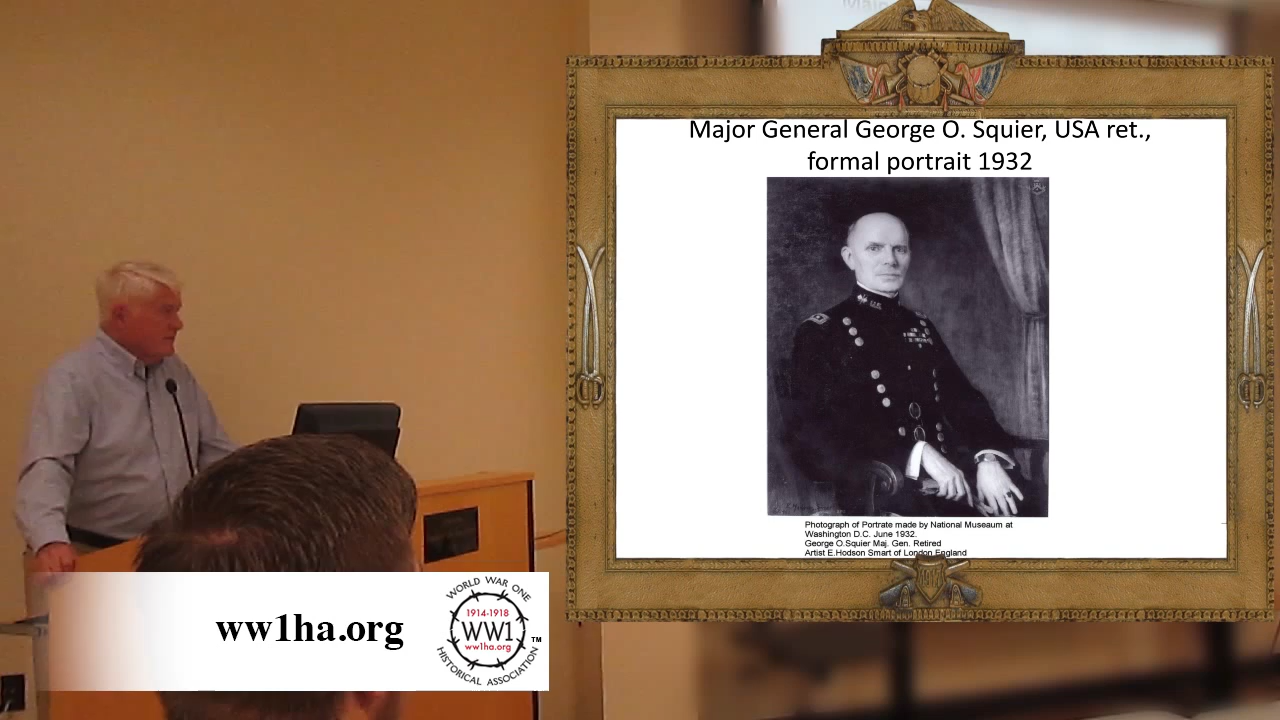 Main
Major General George O. Squier, USA ret.,
formal portrait 1932
Photograph of Portrate made by National Museaum at
Washington D.C. June 1932.
George O.Squier Maj. Gen. Retired
Artist E.Hodson Smart of London England
ww1ha.org
WORLD WAR ONE
1914-1918
WW1
ww1ha.org
HISTORICAL ASSOCIATION
TM